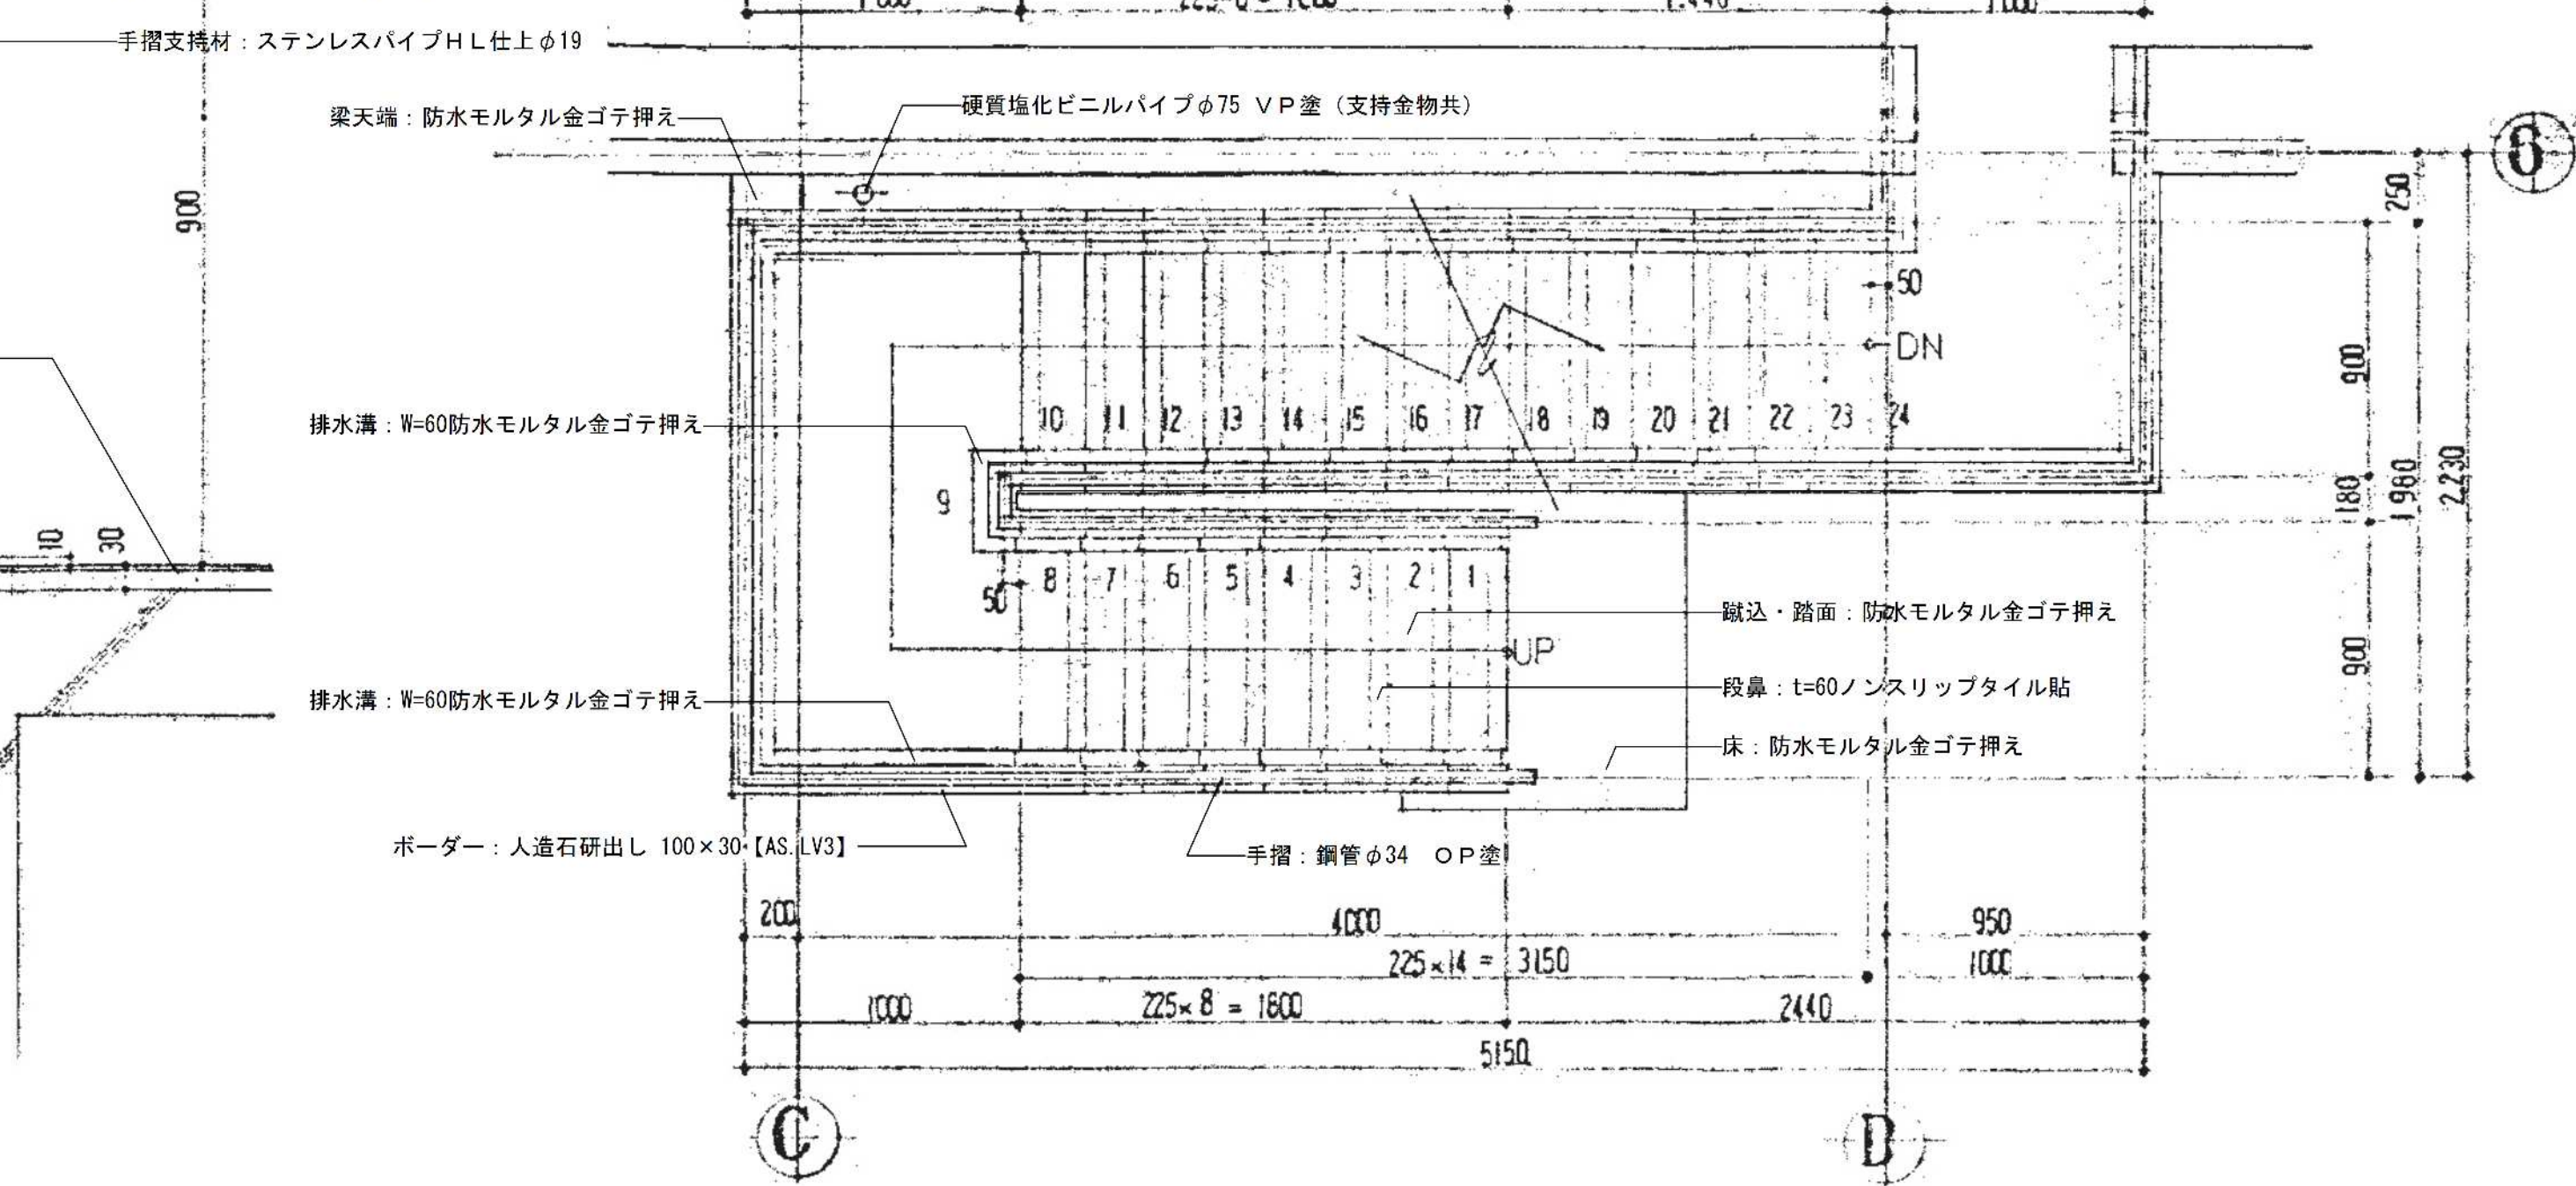 手摺支持材：ステンレスパイプＨＬ仕上φ19
梁天端：防水モルタル金ゴテ押え
硬質塩化ビニルパイプφ75 ＶＰ塗（支持金物共）
6
250
900
50
DN
900
排水溝：W=60防水モルタル金ゴテ押え
10 11 12 13 14 15 16 17 18 19 20 21 22 23 24
9
180
1980
2230
10
30
50
8 7 6 5 4 3 2 1
蹴込・踏面：防水モルタル金ゴテ押え
UP
900
排水溝：W=60防水モルタル金ゴテ押え
段鼻：t=60ノンスリップタイル貼
床：防水モルタル金ゴテ押え
ボーダー：人造石研出し 100×30【AS.LV3】
手摺：鋼管φ34　ＯＰ塗
200
4000
950
225×14 = 3150
1000
1000
225×8 = 1800
2440
5150
C
D